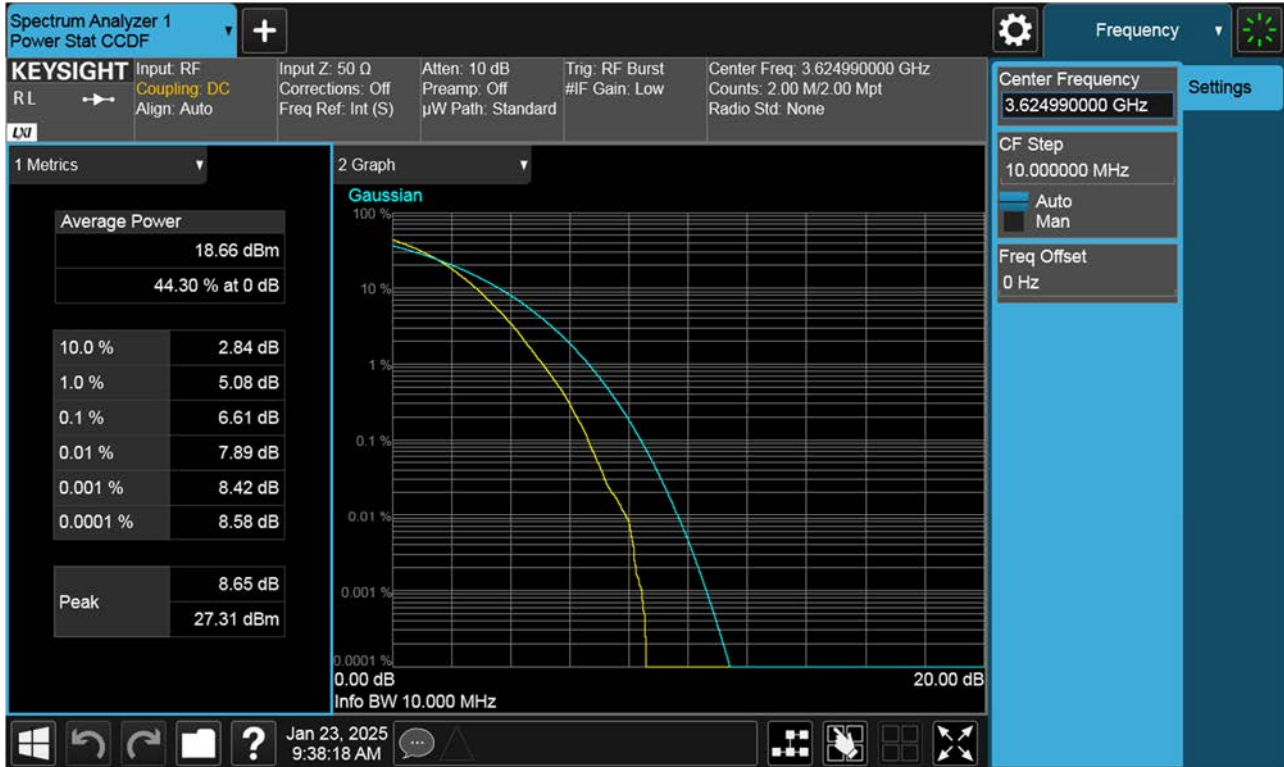 Spectrum Analyzer 1
Power Stat CCDF
+
Frequency
KEYSIGHT
RL
LXI
Input: RF
Coupling: DC
Align: Auto
Input Z: 50 Ω
Corrections: Off
Freq Ref: Int (S)
Atten: 10 dB
Preamp: Off
µW Path: Standard
Trig: RF Burst
#IF Gain: Low
Center Freq: 3.624990000 GHz
Counts: 2.00 M/2.00 Mpt
Radio Std: None
Center Frequency
3.624990000 GHz
Settings
CF Step
10.000000 MHz
Auto
Man
Freq Offset
0 Hz
1 Metrics
Average Power
18.66 dBm
44.30 % at 0 dB
10.0 % 2.84 dB
1.0 % 5.08 dB
0.1 % 6.61 dB
0.01 % 7.89 dB
0.001 % 8.42 dB
0.0001 % 8.58 dB
Peak
8.65 dB
27.31 dBm
2 Graph
Gaussian
100 %
10 %
1 %
0.1 %
0.01 %
0.001 %
0.0001 %
0.00 dB 20.00 dB
Info BW 10.000 MHz
?
Jan 23, 2025
9:38:18 AM